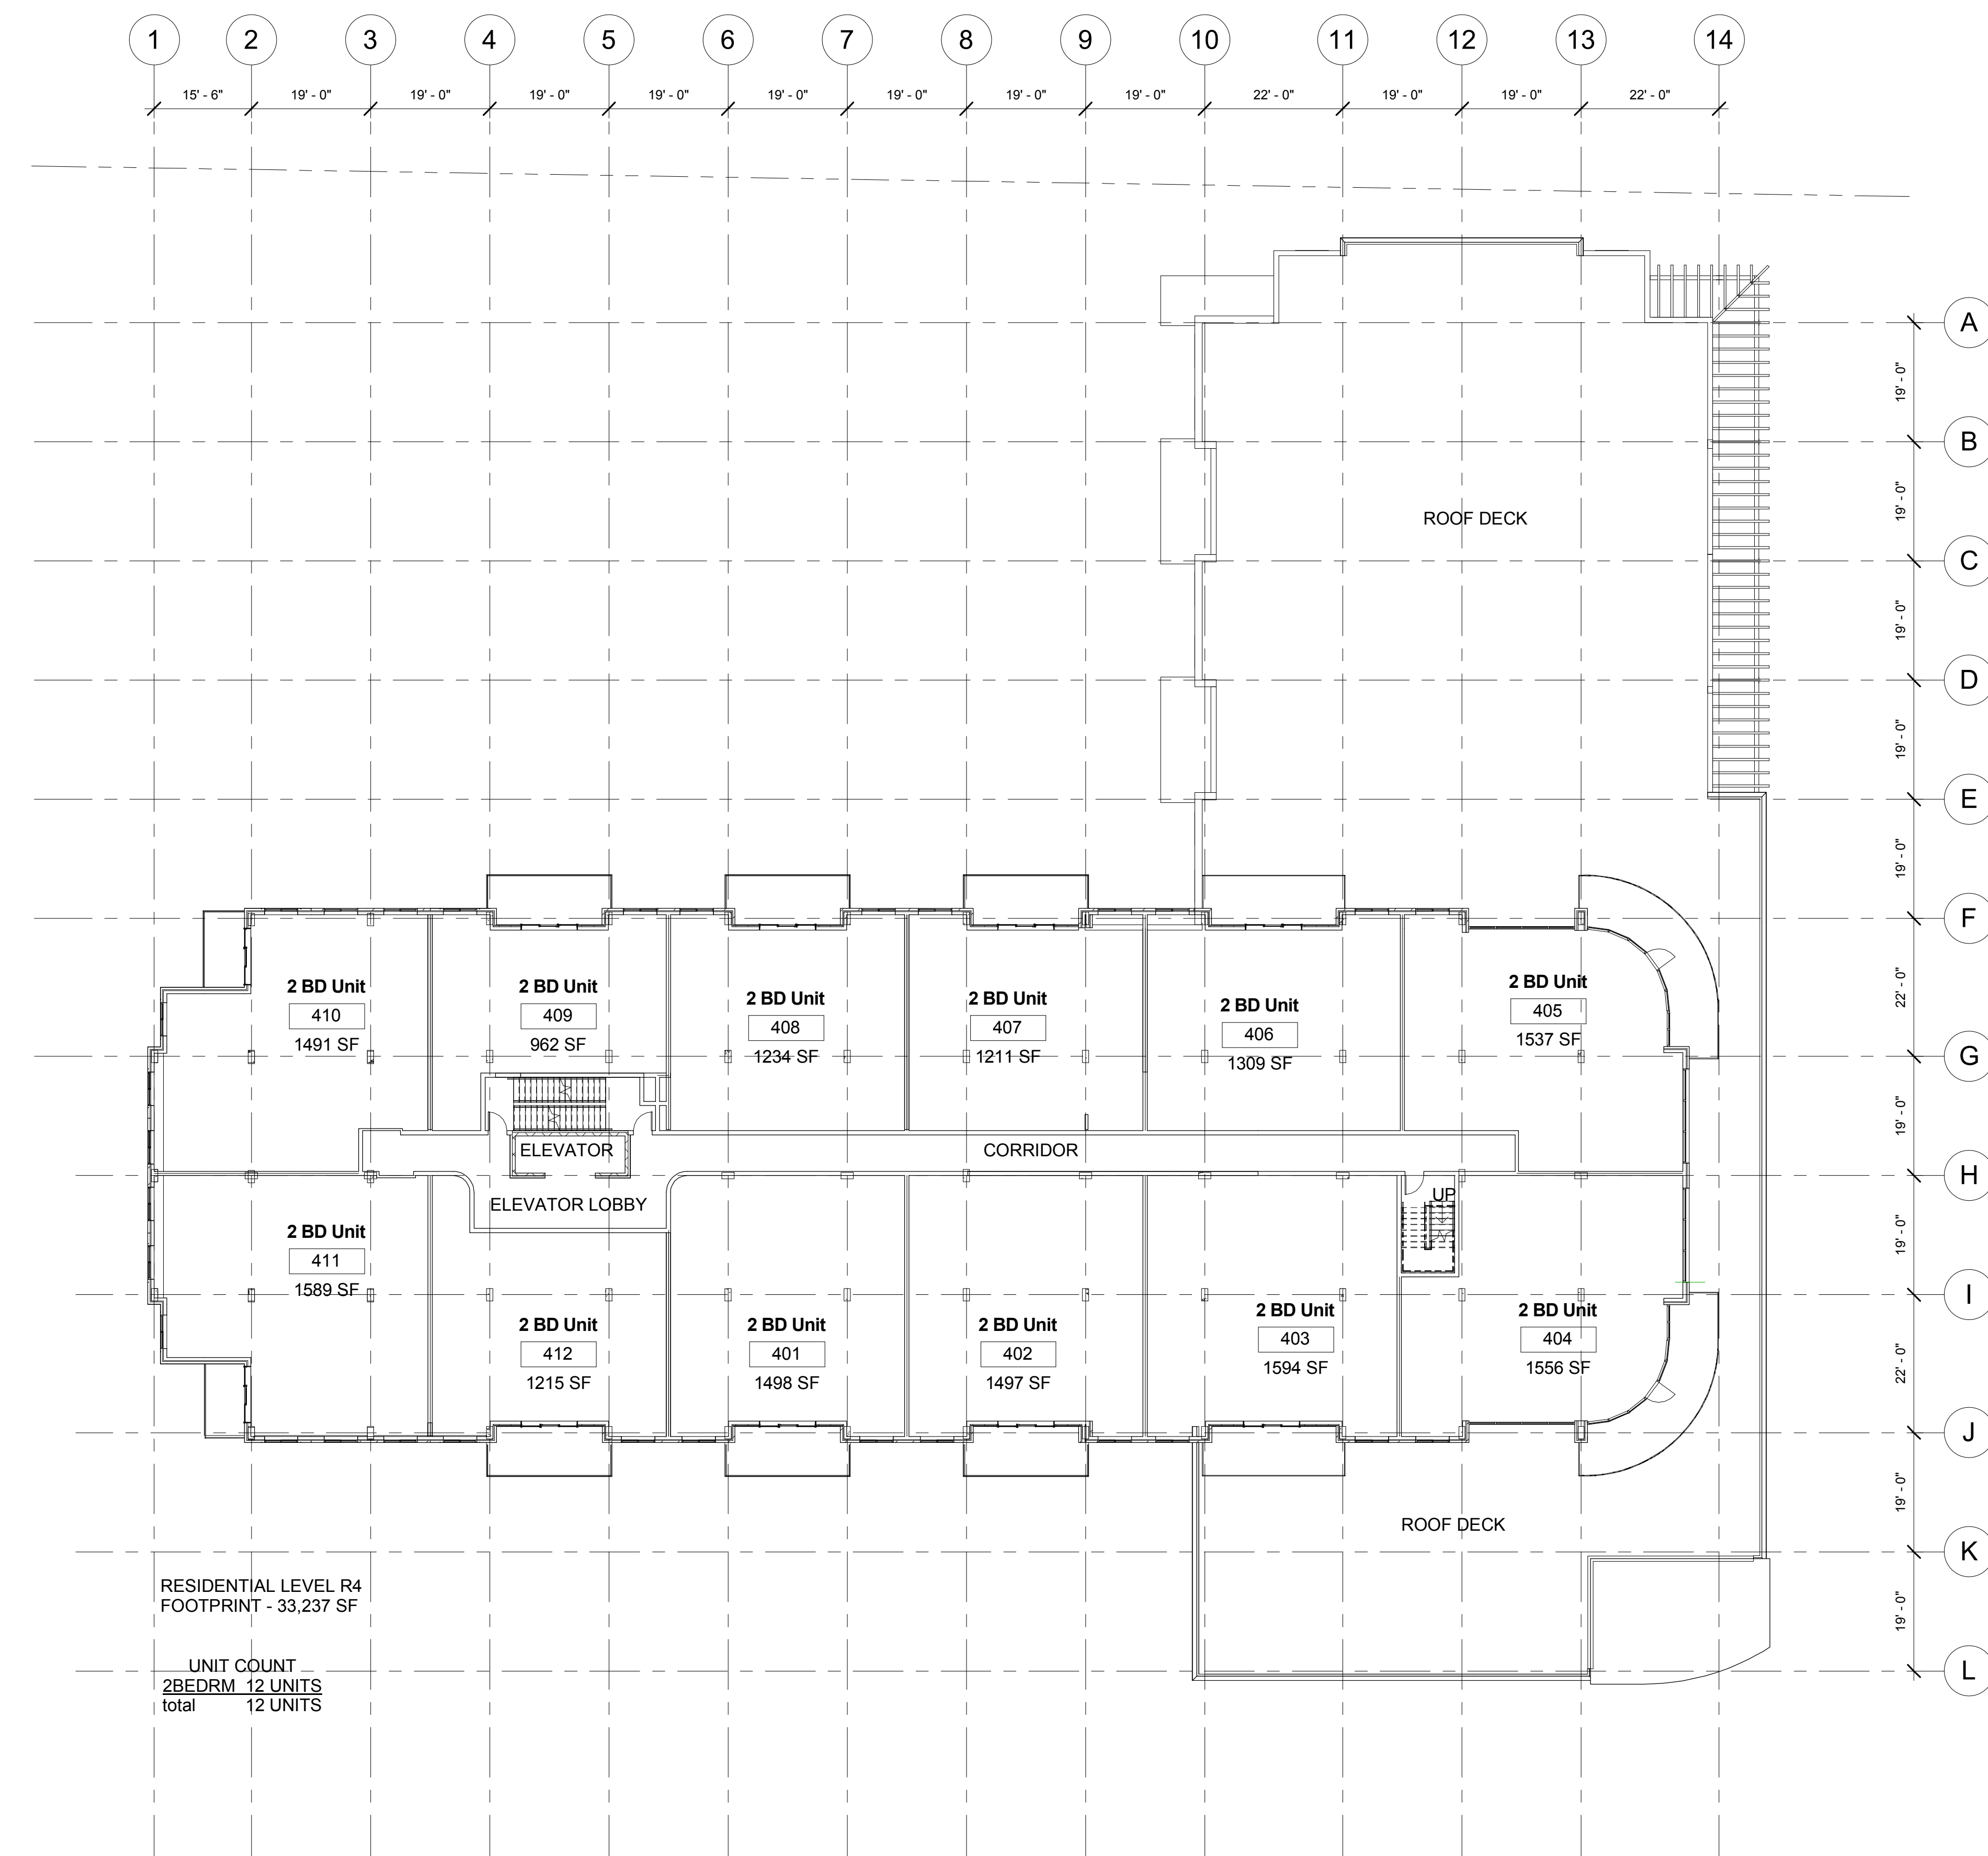 1 2 3 4 5 6 7 8 9 10 11 12 13 14
15' - 6" 19' - 0" 19' - 0" 19' - 0" 19' - 0" 19' - 0" 19' - 0" 19' - 0" 19' - 0" 22' - 0" 19' - 0" 19' - 0" 22' - 0"
A
19' - 0"
B
19' - 0"
ROOF DECK
C
19' - 0"
D
19' - 0"
E
19' - 0"
F
22' - 0"
G
19' - 0"
H
19' - 0"
I
22' - 0"
J
19' - 0"
K
19' - 0"
L
2 BD Unit
410
1491 SF
2 BD Unit
409
962 SF
2 BD Unit
408
1234 SF
2 BD Unit
407
1211 SF
2 BD Unit
406
1309 SF
2 BD Unit
405
1537 SF
ELEVATOR
CORRIDOR
ELEVATOR LOBBY
UP
2 BD Unit
411
1589 SF
2 BD Unit
412
1215 SF
2 BD Unit
401
1498 SF
2 BD Unit
402
1497 SF
2 BD Unit
403
1594 SF
2 BD Unit
404
1556 SF
ROOF DECK
RESIDENTIAL LEVEL R4
FOOTPRINT - 33,237 SF
UNIT COUNT
2BEDRM 12 UNITS
total 12 UNITS